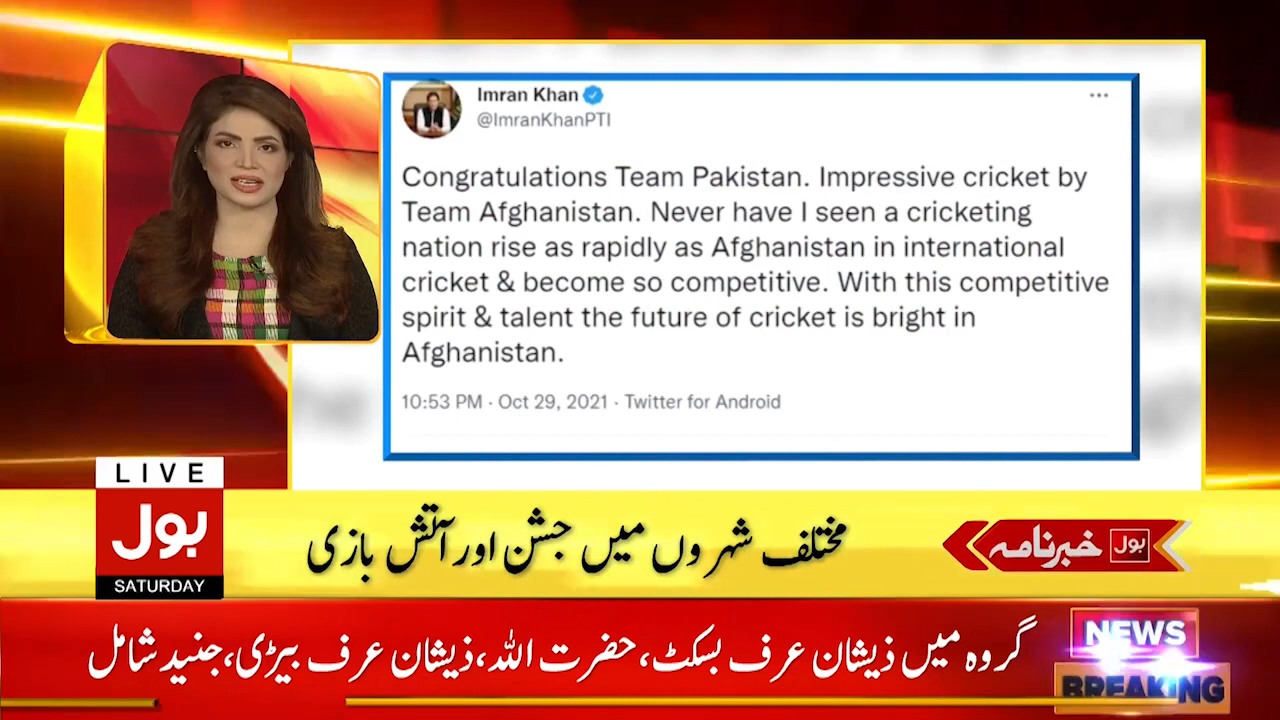 Imran Khan
@ImranKhanPTI
Congratulations Team Pakistan. Impressive cricket by
Team Afghanistan. Never have I seen a cricketing
nation rise as rapidly as Afghanistan in international
cricket & become so competitive. With this competitive
spirit & talent the future of cricket is bright in
Afghanistan.
10:53 PM · Oct 29, 2021 · Twitter for Android
LIVE
بول
SATURDAY
مختلف شہروں میں جشن اور آتش بازی
بول خبرنامہ
گروہ میں ذیشان عرف بسکٹ، حضرت اللہ، ذیشان عرف بیڑی، جنید شامل
NEWS
BREAKING